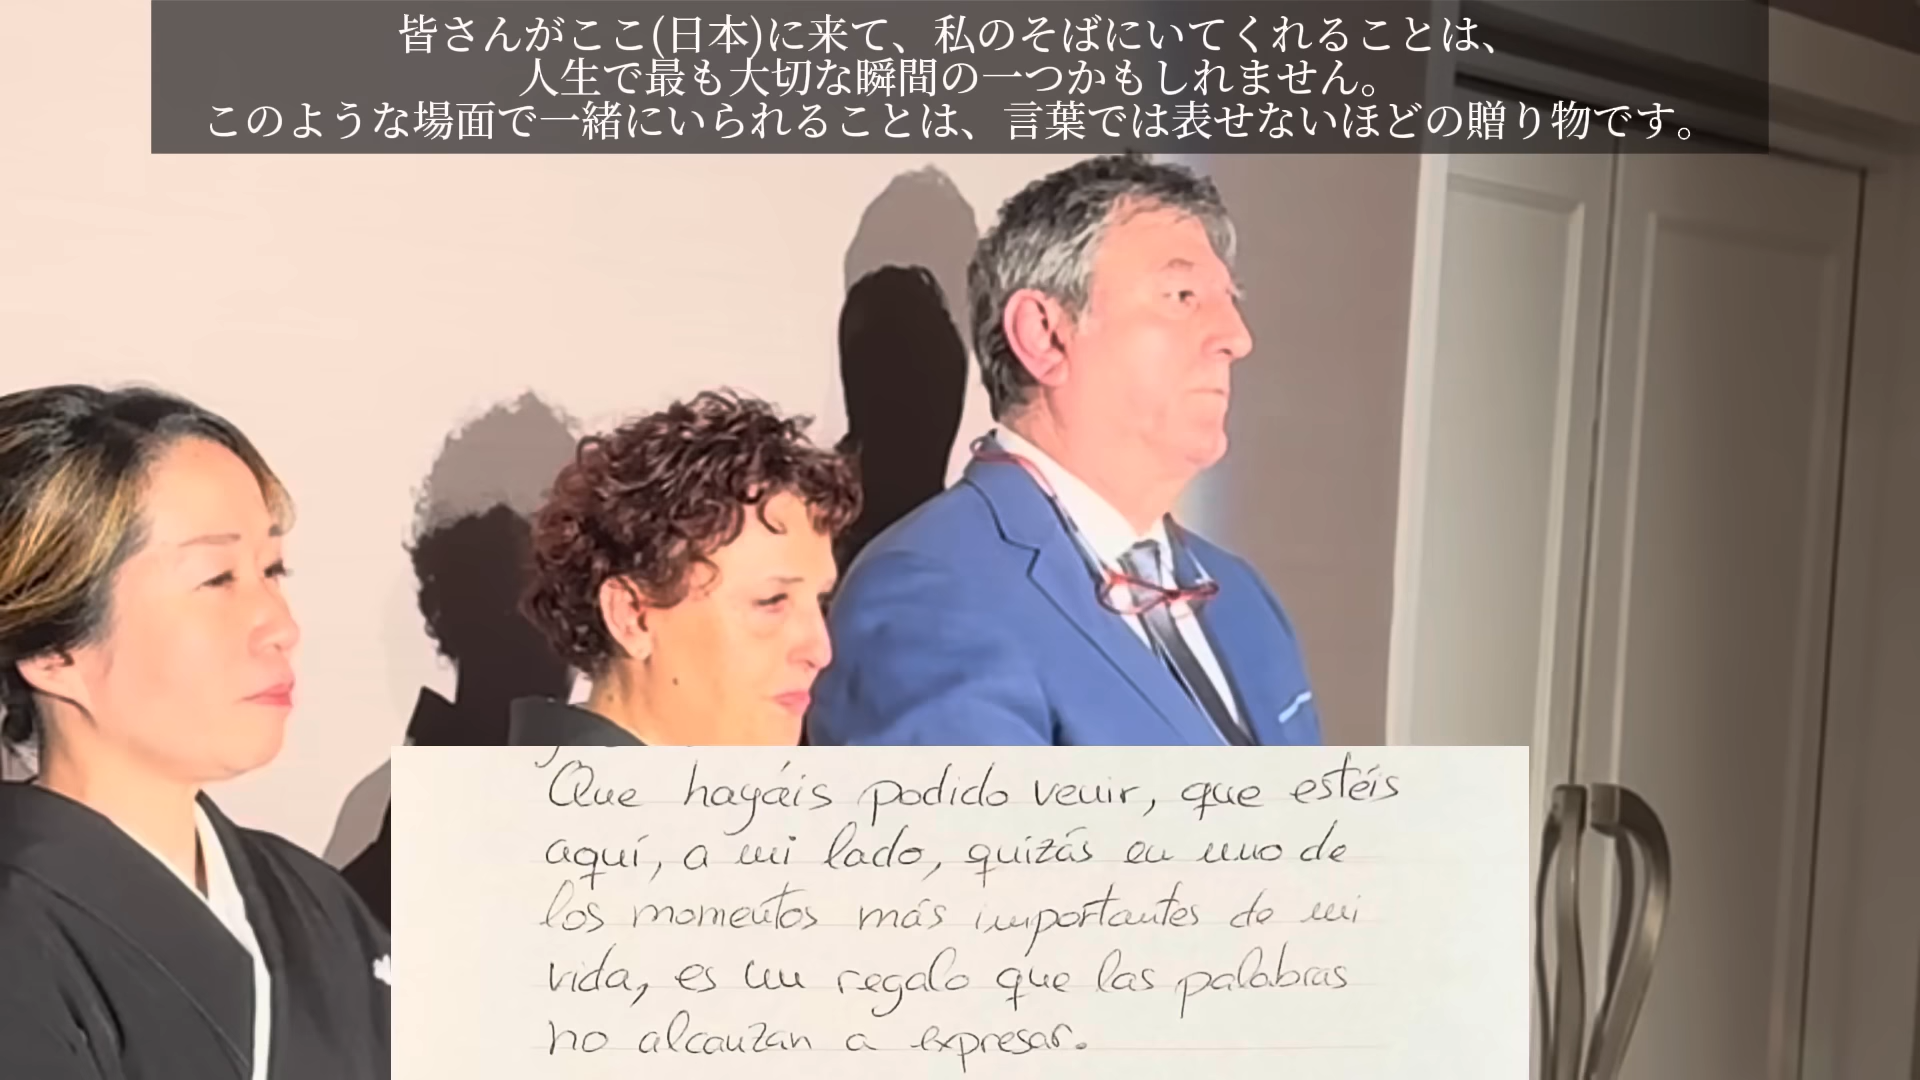 皆さんがここ(日本)に来て、私のそばにいてくれることは、
人生で最も大切な瞬間の一つかもしれません。
このような場面で一緒にいられることは、言葉では表せないほどの贈り物です。
Que hayáis podido venir, que estéis
aquí, a mi lado, quizás en uno de
los momentos más importantes de mi
vida, es un regalo que las palabras
no alcanzan a expresar.